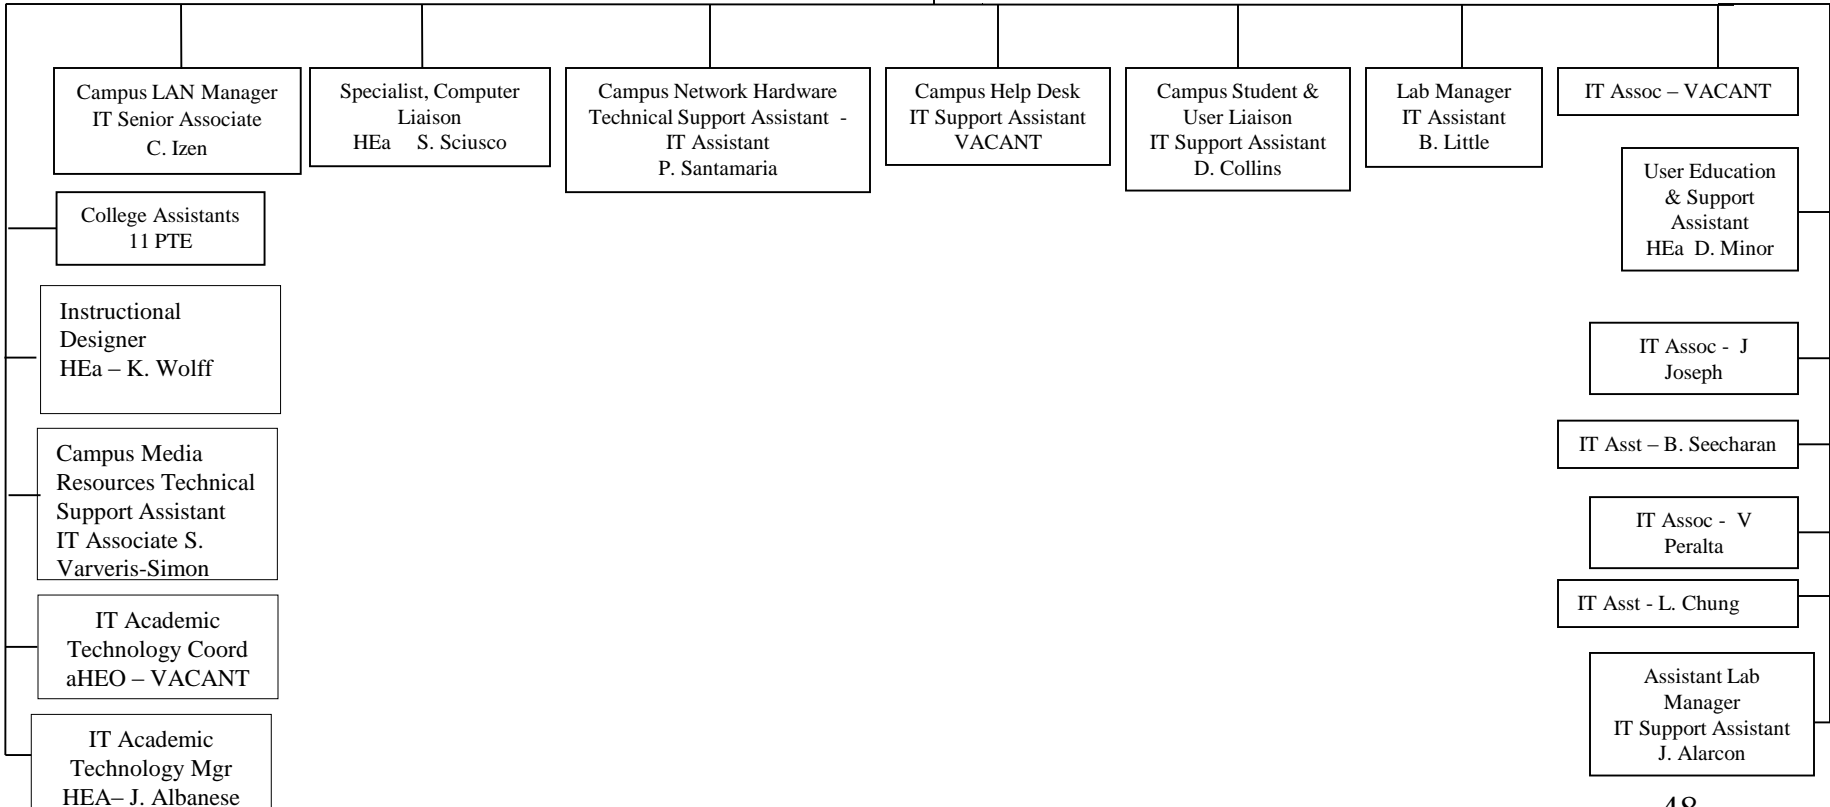 Campus LAN Manager
IT Senior Associate
C. Izen
Specialist, Computer
Liaison
HEa S. Sciusco
Campus Network Hardware
Technical Support Assistant -
IT Assistant
P. Santamaria
Campus Help Desk
IT Support Assistant
VACANT
Campus Student &
User Liaison
IT Support Assistant
D. Collins
Lab Manager
IT Assistant
B. Little
IT Assoc – VACANT
College Assistants
11 PTE
Instructional
Designer
HEa – K. Wolff
Campus Media
Resources Technical
Support Assistant
IT Associate S.
Varveris-Simon
IT Academic
Technology Coord
aHEO – VACANT
IT Academic
Technology Mgr
HEA– J. Albanese
User Education
& Support
Assistant
HEa D. Minor
IT Assoc - J
Joseph
IT Asst – B. Seecharan
IT Assoc - V
Peralta
IT Asst - L. Chung
Assistant Lab
Manager
IT Support Assistant
J. Alarcon
48